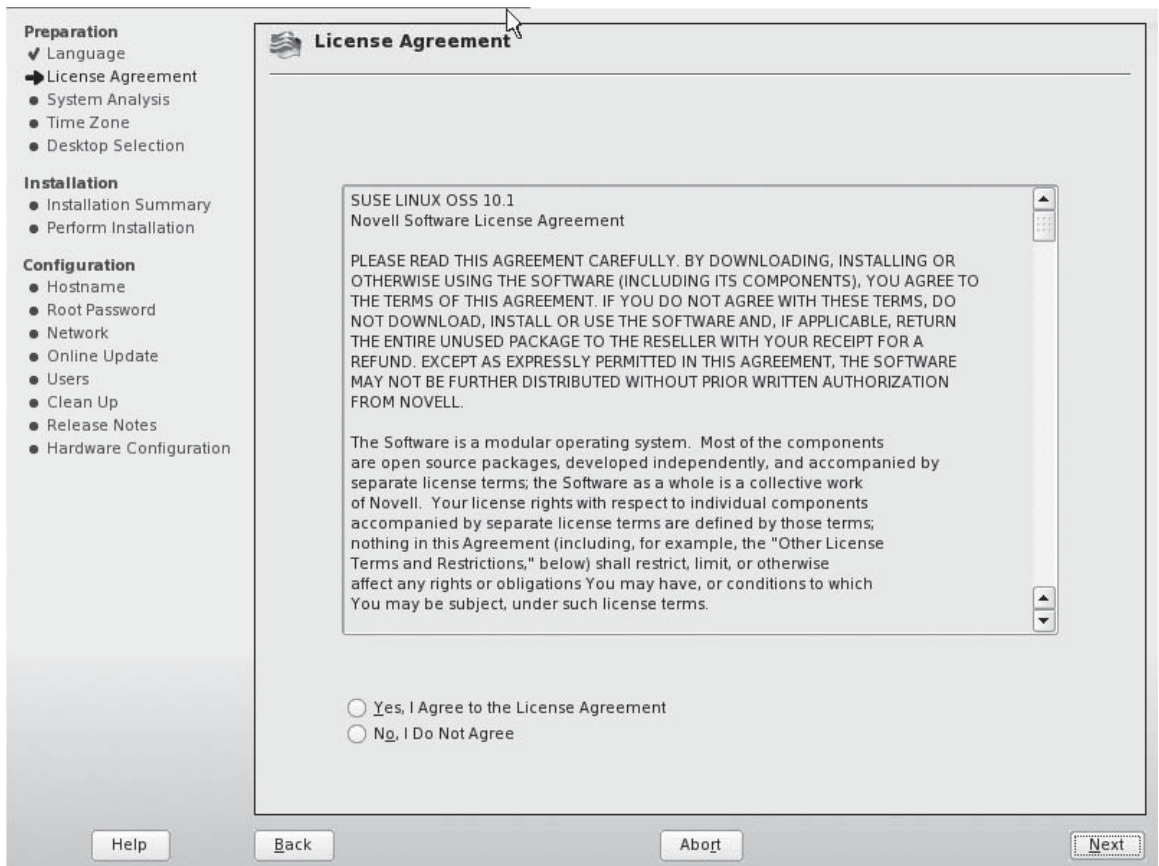 Preparation
Language
License Agreement
System Analysis
Time Zone
Desktop Selection
Installation
Installation Summary
Perform Installation
Configuration
Hostname
Root Password
Network
Online Update
Users
Clean Up
Release Notes
Hardware Configuration
License Agreement
SUSE LINUX OSS 10.1
Novell Software License Agreement
PLEASE READ THIS AGREEMENT CAREFULLY. BY DOWNLOADING, INSTALLING OR
OTHERWISE USING THE SOFTWARE (INCLUDING ITS COMPONENTS), YOU AGREE TO
THE TERMS OF THIS AGREEMENT. IF YOU DO NOT AGREE WITH THESE TERMS, DO
NOT DOWNLOAD, INSTALL OR USE THE SOFTWARE AND, IF APPLICABLE, RETURN
THE ENTIRE UNUSED PACKAGE TO THE RESELLER WITH YOUR RECEIPT FOR A
REFUND. EXCEPT AS EXPRESSLY PERMITTED IN THIS AGREEMENT, THE SOFTWARE
MAY NOT BE FURTHER DISTRIBUTED WITHOUT PRIOR WRITTEN AUTHORIZATION
FROM NOVELL.
The Software is a modular operating system. Most of the components
are open source packages, developed independently, and accompanied by
separate license terms; the Software as a whole is a collective work
of Novell. Your license rights with respect to individual components
accompanied by separate license terms are defined by those terms;
nothing in this Agreement (including, for example, the "Other License
Terms and Restrictions," below) shall restrict, limit, or otherwise
affect any rights or obligations You may have, or conditions to which
You may be subject, under such license terms.
Yes, I Agree to the License Agreement
No, I Do Not Agree
Help
Back
Abort
Next